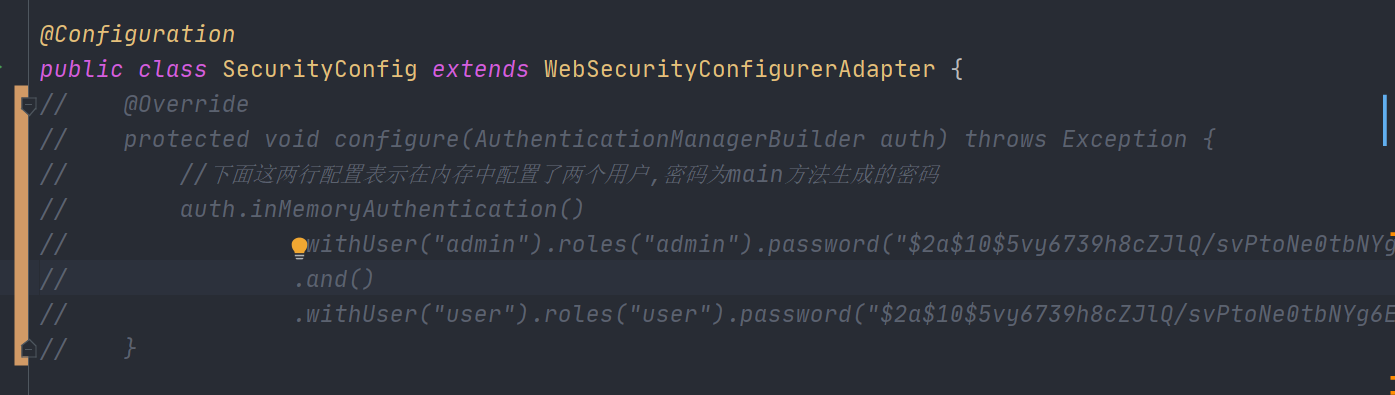 @Configuration
public class SecurityConfig extends WebSecurityConfigurerAdapter {
//    @Override
//    protected void configure(AuthenticationManagerBuilder auth) throws Exception {
//        //下面这两行配置表示在内存中配置了两个用户,密码为main方法生成的密码
//        auth.inMemoryAuthentication()
//                withUser("admin").roles("admin").password("$2a$10$5vy6739h8cZJlQ/svPtoNe0tbNYg
//                .and()
//                .withUser("user").roles("user").password("$2a$10$5vy6739h8cZJlQ/svPtoNe0tbNYg6E
//    }